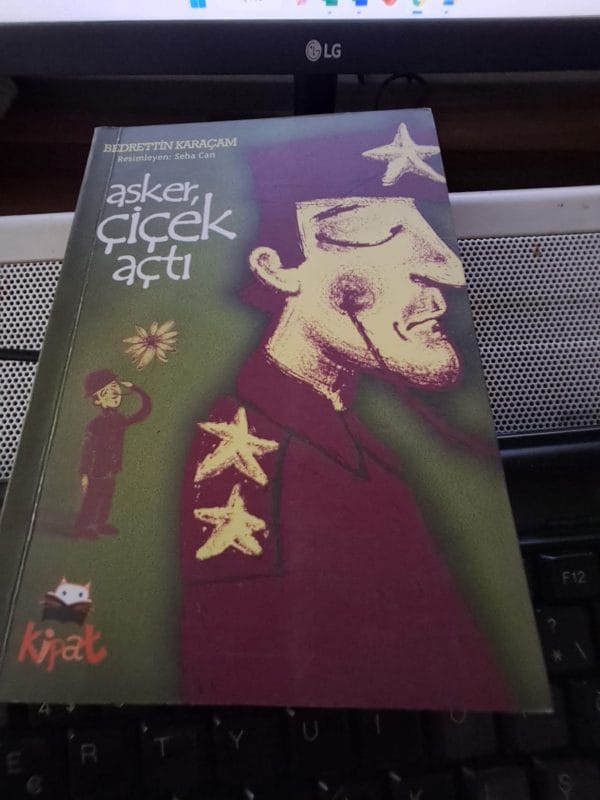 LG
BEDRETTİN KARAÇAM
Resimleyen: Seha Can
asker,
çiçek
açtı
kipat
F12
?
* \
E R T Y U I
€